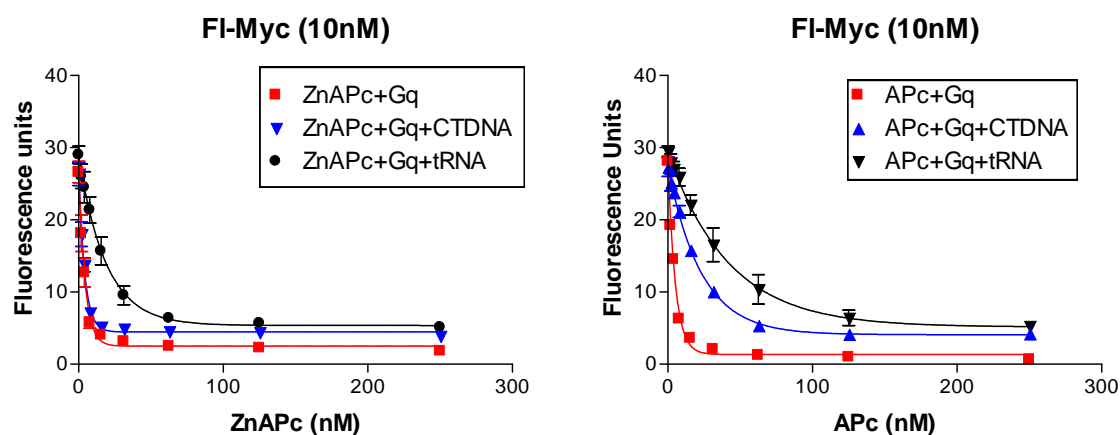 Fl-Myc (10nM)
Fluorescence units
40
30
20
10
0
0
100
200
300
ZnAPc (nM)
ZnAPc+Gq
ZnAPc+Gq+CTDNA
ZnAPc+Gq+tRNA
Fl-Myc (10nM)
Fluorescence Units
40
30
20
10
0
0
100
200
300
APc (nM)
APc+Gq
APc+Gq+CTDNA
APc+Gq+tRNA